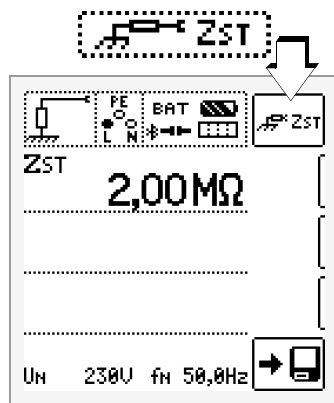 ZST
PE
BAT
L N
ZST
ZST
2,00MΩ
UN 230V fN 50,0Hz